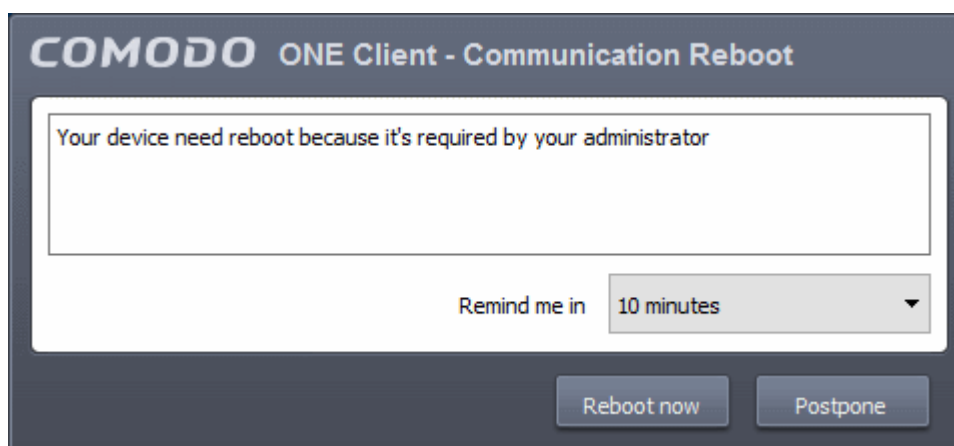 COMODO ONE Client - Communication Reboot
Your device need reboot because it's required by your administrator
Remind me in 10 minutes
Reboot now Postpone